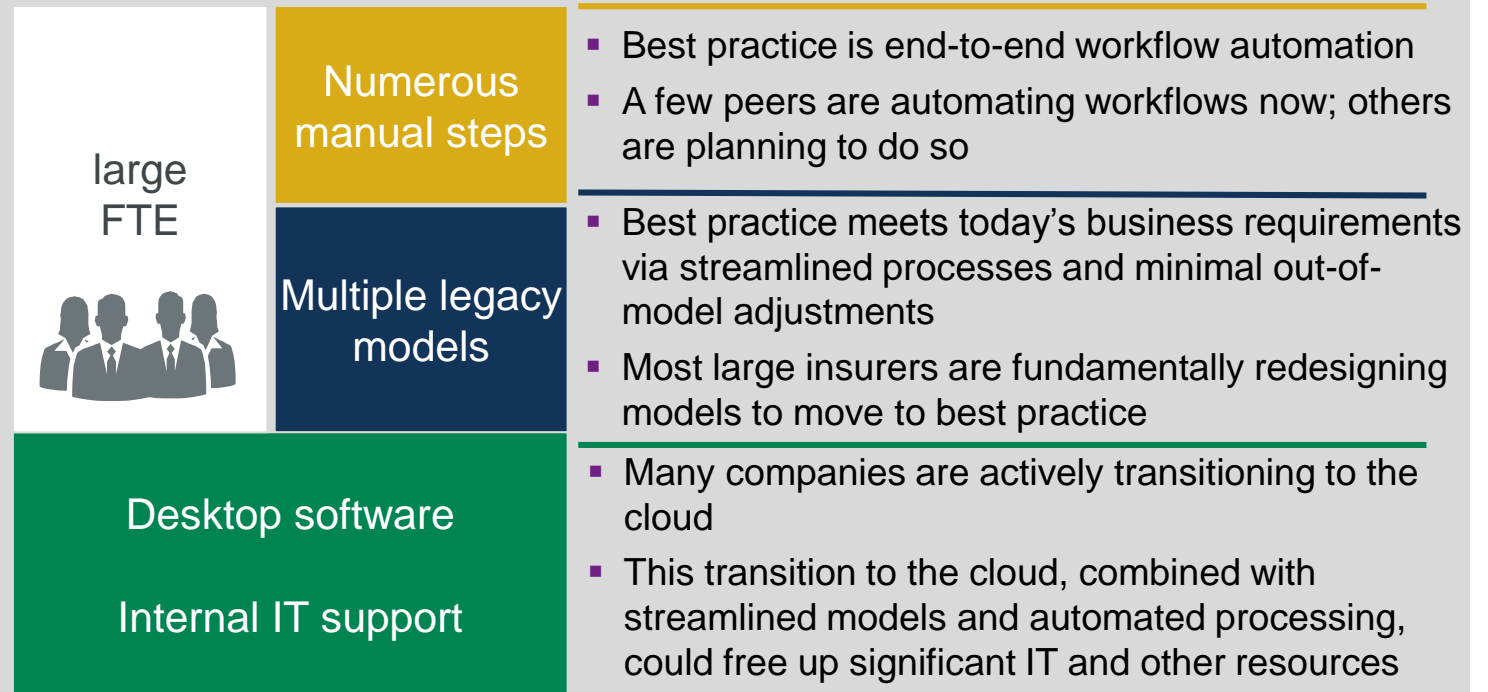 large
FTE
Numerous
manual steps
▪ Best practice is end-to-end workflow automation
▪ A few peers are automating workflows now; others
are planning to do so
Multiple legacy
models
▪ Best practice meets today’s business requirements
via streamlined processes and minimal out-of-
model adjustments
▪ Most large insurers are fundamentally redesigning
models to move to best practice
Desktop software
Internal IT support
▪ Many companies are actively transitioning to the
cloud
▪ This transition to the cloud, combined with
streamlined models and automated processing,
could free up significant IT and other resources